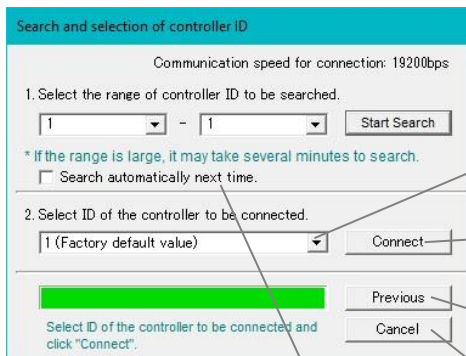 Search and selection of controller ID
Communication speed for connection: 19200bps
1. Select the range of controller ID to be searched.
1 - 1 Start Search
* If the range is large, it may take several minutes to search.
Search automatically next time.
2. Select ID of the controller to be connected.
1 (Factory default value) Connect
Previous
Select ID of the controller to be connected and
click "Connect".
Cancel